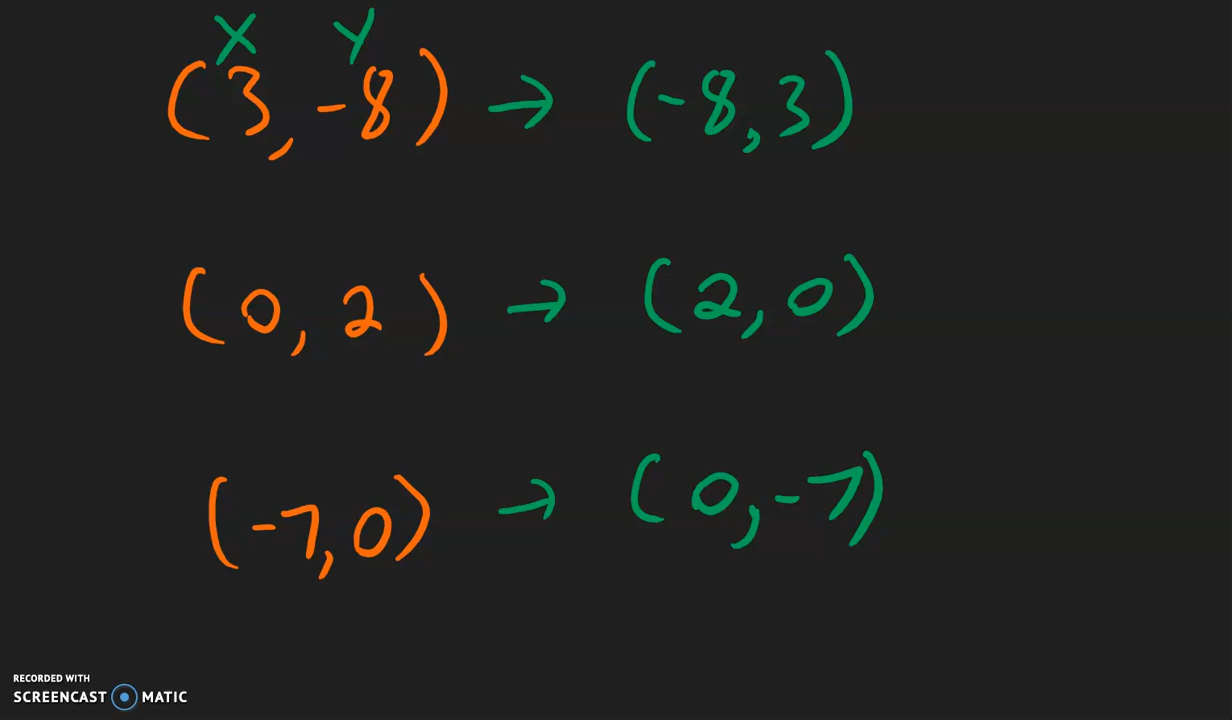 X Y
(3, -8) → (-8, 3)
(0, 2) → (2, 0)
(-7, 0) → (0, -7)
RECORDED WITH
SCREENCAST MATIC